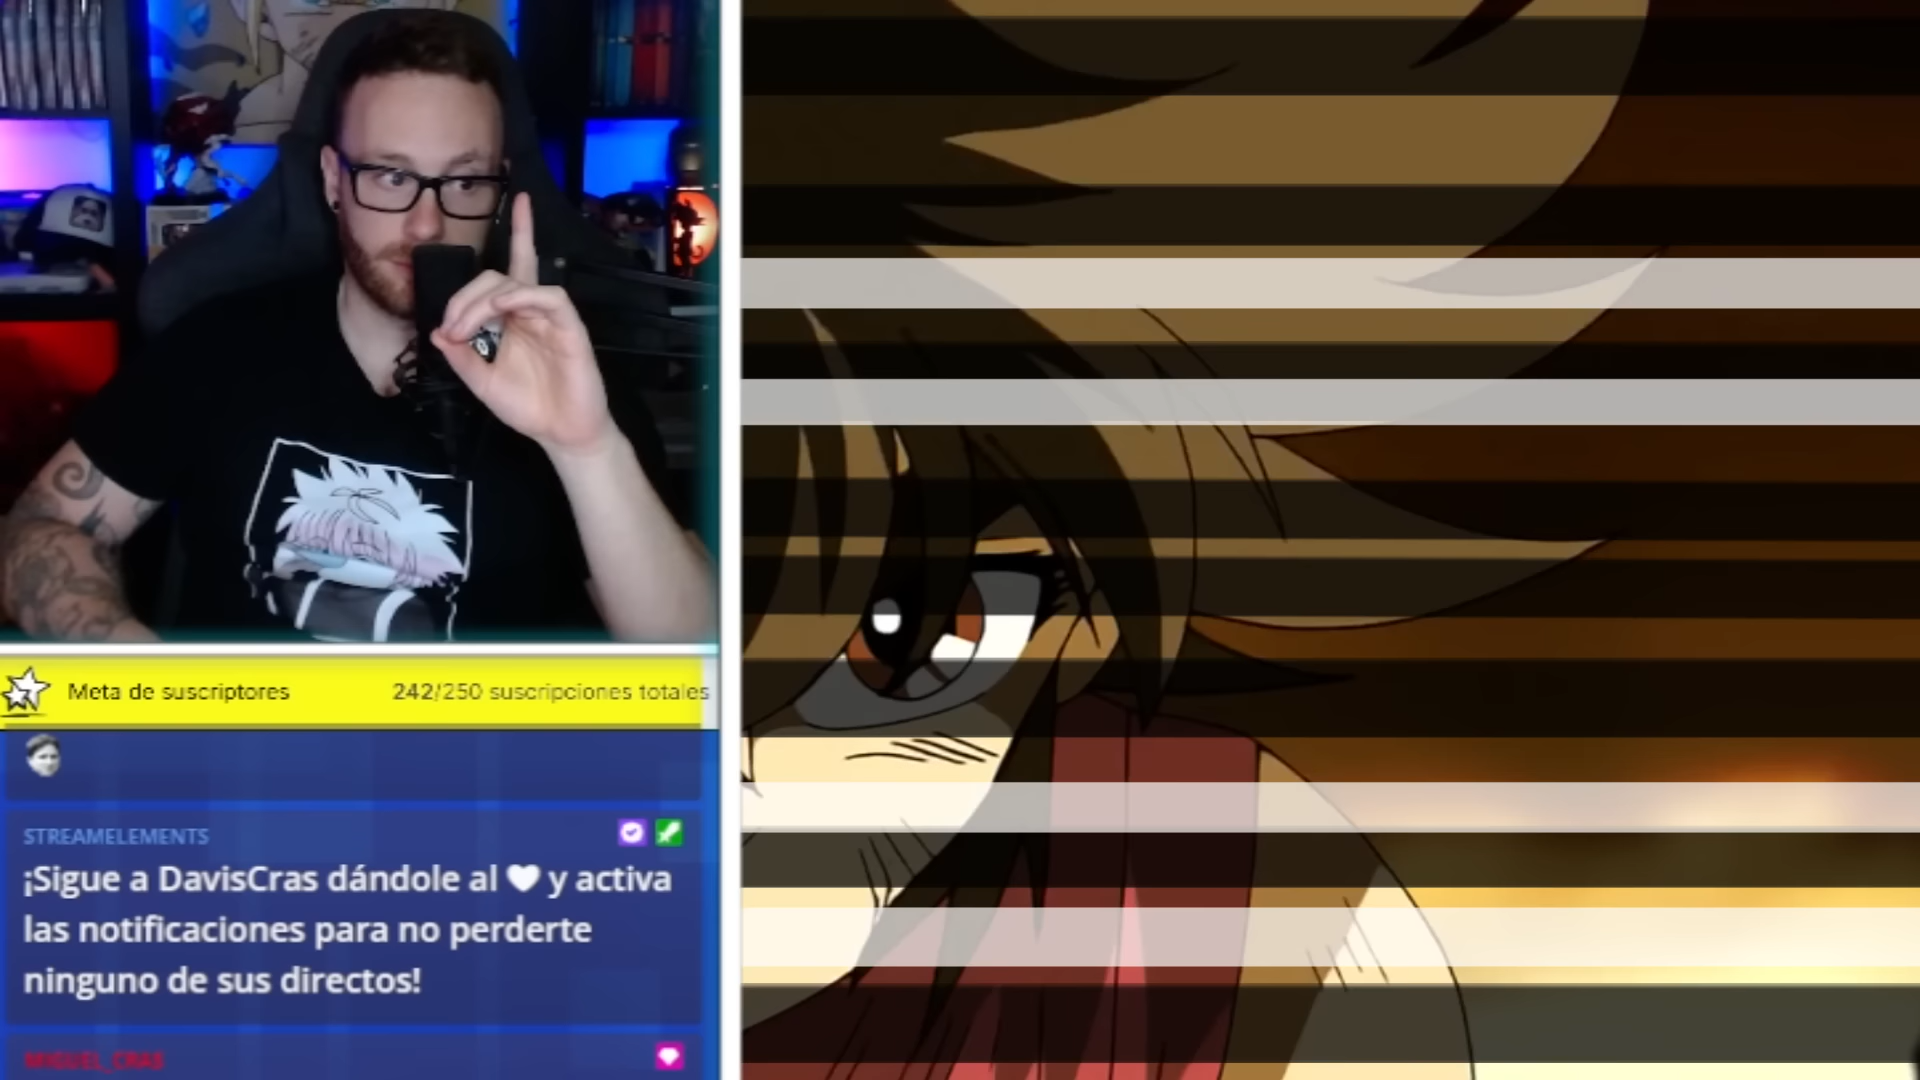 Meta de suscriptores 242/250 suscripciones totales
STREAMELEMENTS
¡Sigue a DavisCras dándole al ♥ y activa
las notificaciones para no perderte
ninguno de sus directos!
MIGUEL_CRAS